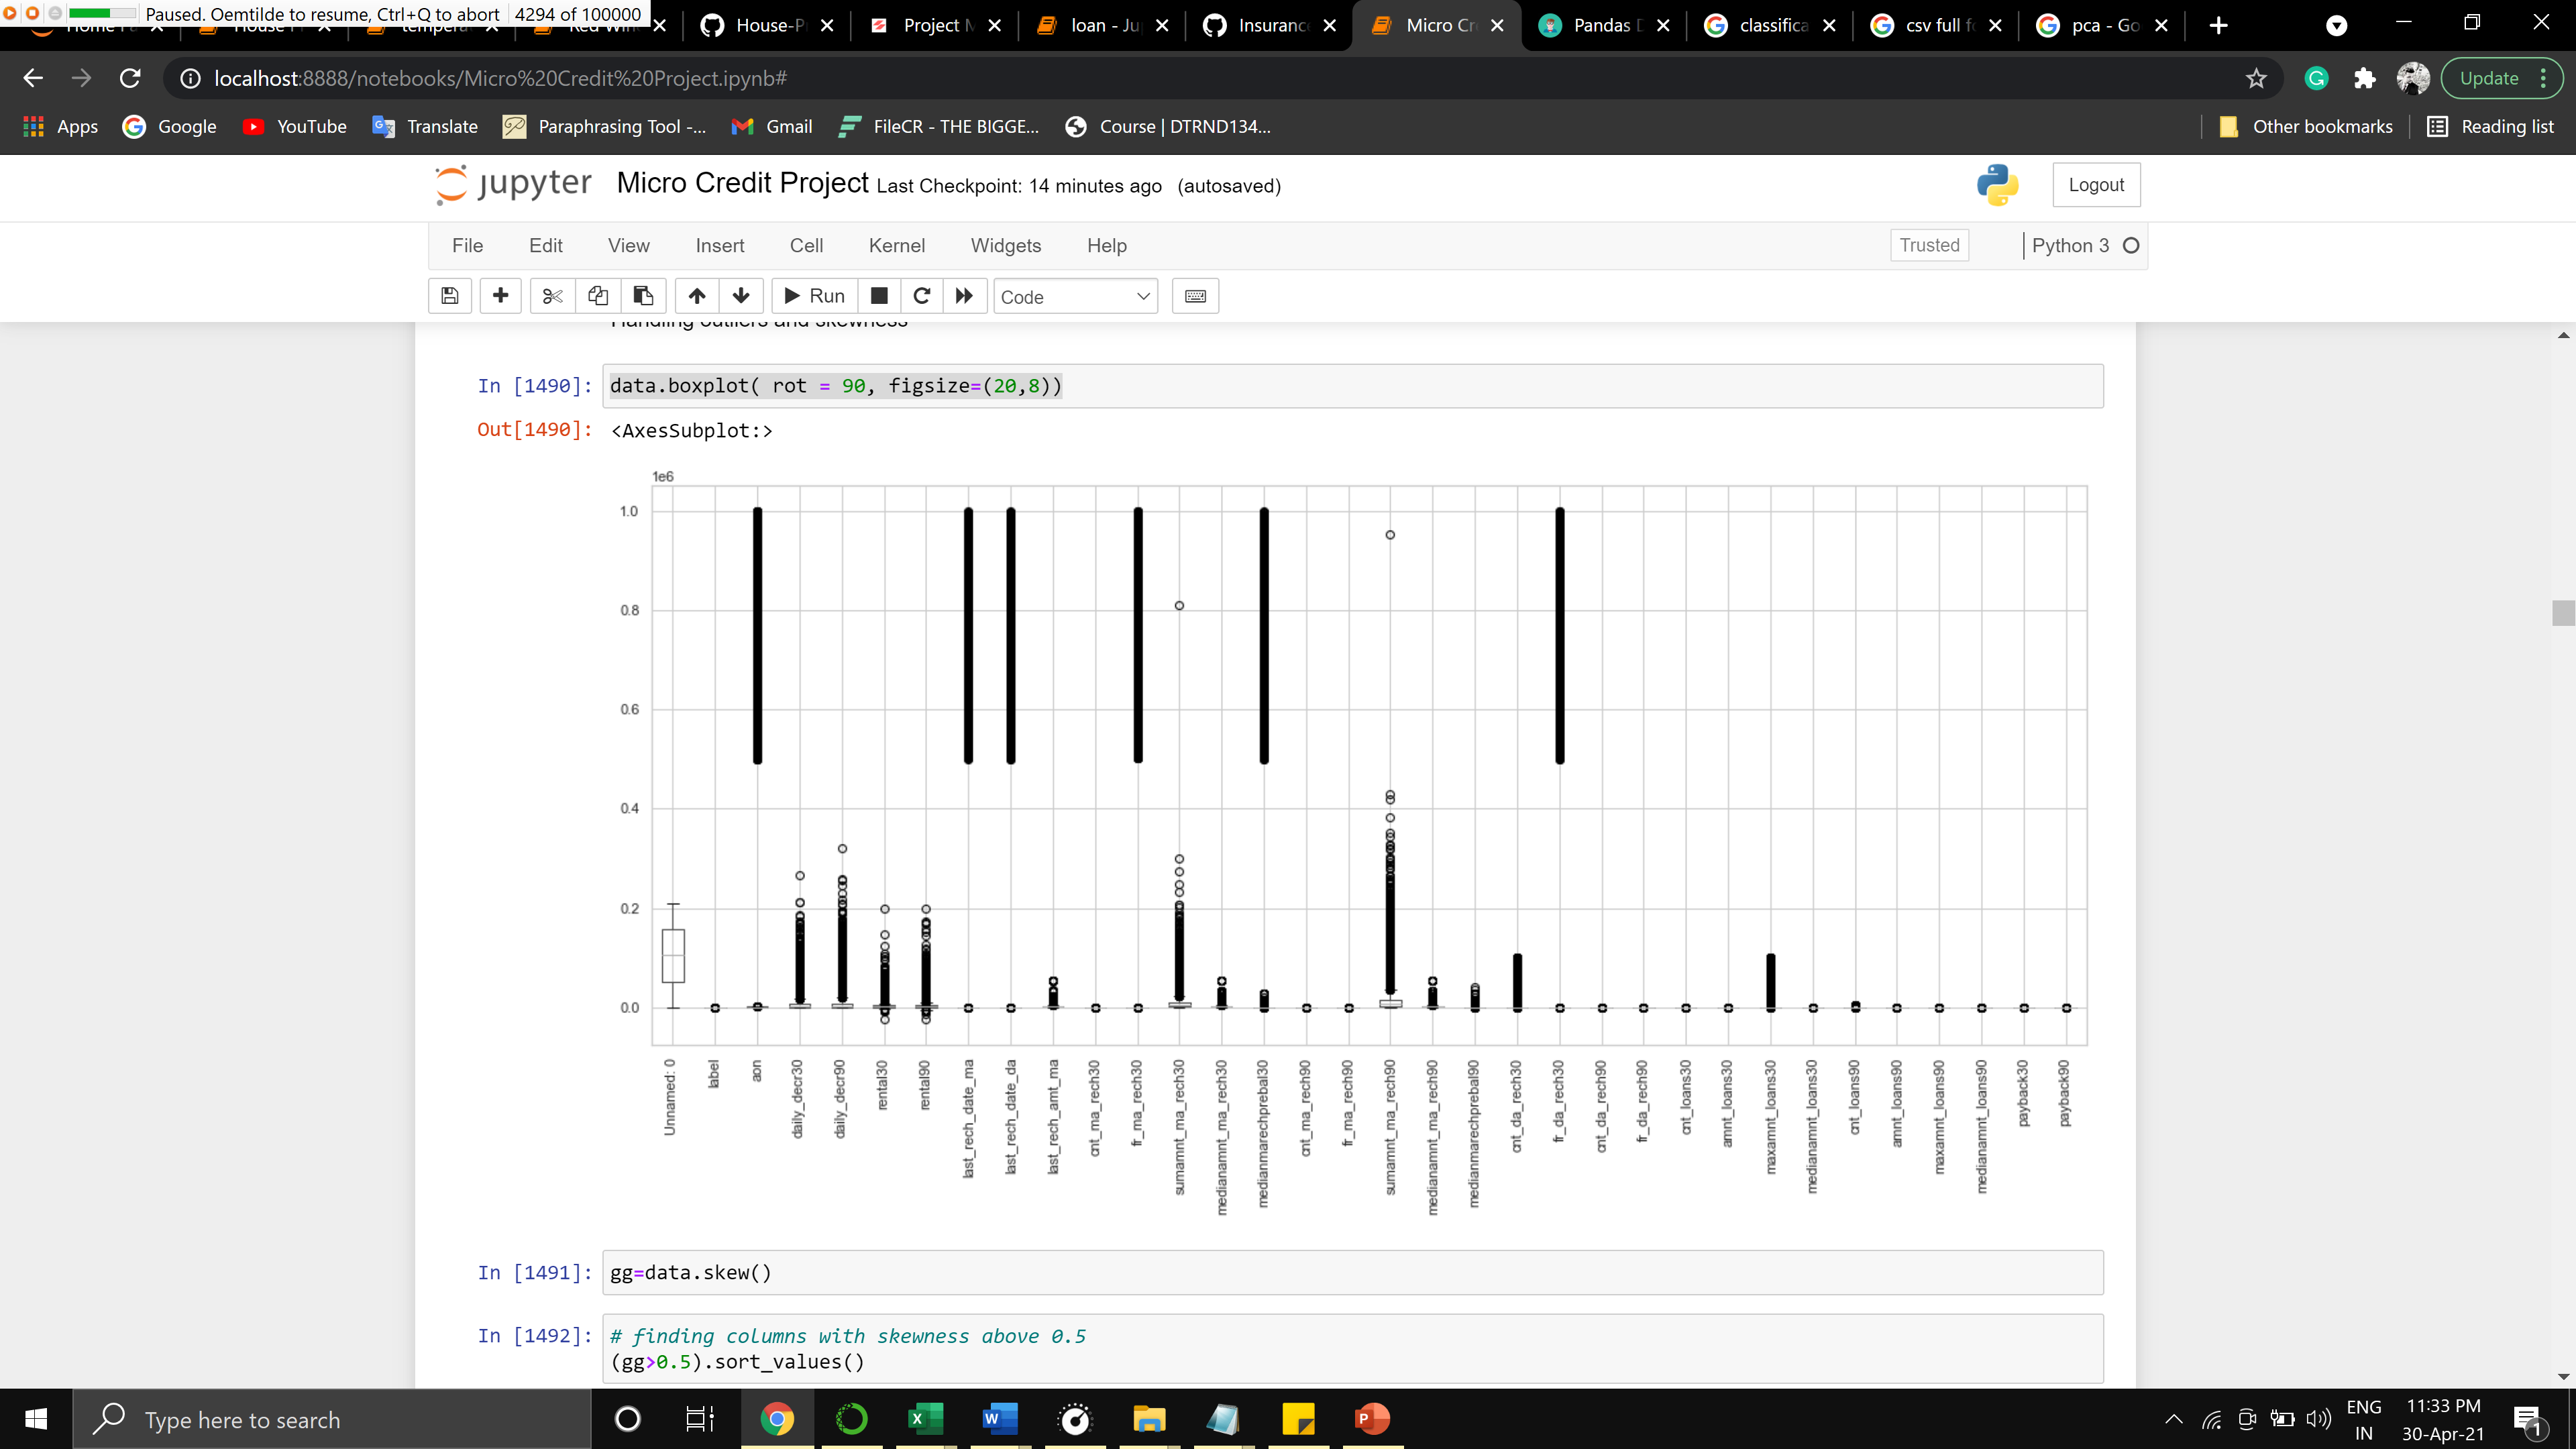 Paused. Oemtilde to resume, Ctrl+Q to abort 4294 of 100000
House-P Project M loan - Ju Insurance Micro Cr Pandas D classifica csv full f pca - Go
localhost:8888/notebooks/Micro%20Credit%20Project.ipynb# Update
Apps Google YouTube Translate Paraphrasing Tool -... Gmail FileCR - THE BIGGE... Course | DTRND134... Other bookmarks Reading list
jupyter Micro Credit Project Last Checkpoint: 14 minutes ago (autosaved) Logout
File Edit View Insert Cell Kernel Widgets Help Trusted Python 3
Run Code
Handling outliers and skewness
In [1490]: data.boxplot( rot = 90, figsize=(20,8))
Out[1490]: <AxesSubplot:>
1e6
1.0
0.8
0.6
0.4
0.2
0.0
Unnamed: 0
label
aon
daily_decr30
daily_decr90
rental30
rental90
last_rech_date_ma
last_rech_date_da
last_rech_amt_ma
cnt_ma_rech30
fr_ma_rech30
sumamnt_ma_rech30
medianamnt_ma_rech30
medianmarechprebal30
cnt_ma_rech90
fr_ma_rech90
sumamnt_ma_rech90
medianamnt_ma_rech90
medianmarechprebal90
cnt_da_rech30
fr_da_rech30
cnt_da_rech90
fr_da_rech90
cnt_loans30
amnt_loans30
maxamnt_loans30
medianamnt_loans30
cnt_loans90
amnt_loans90
maxamnt_loans90
medianamnt_loans90
payback30
payback90
In [1491]: gg=data.skew()
In [1492]: # finding columns with skewness above 0.5
(gg>0.5).sort_values()
Type here to search
ENG 11:33 PM
IN 30-Apr-21 1